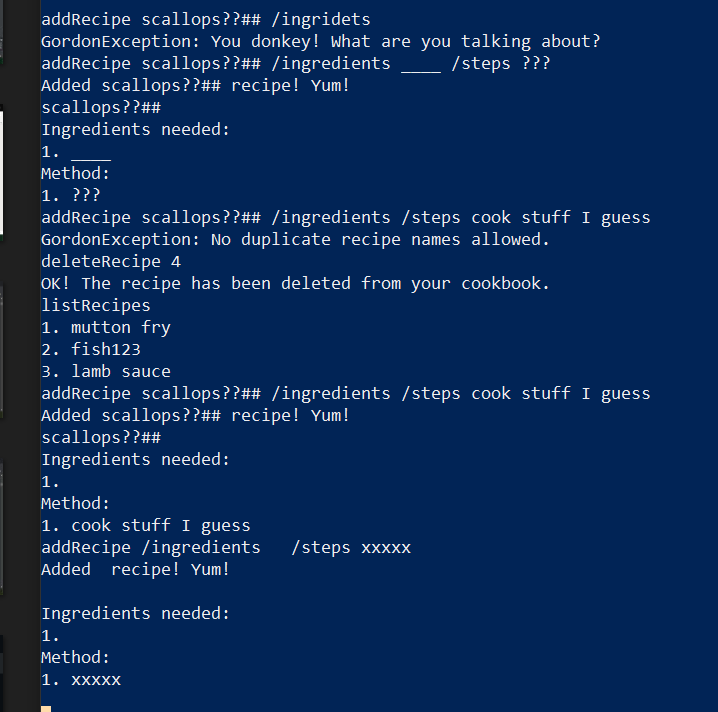 addRecipe scallops??## /ingridets
GordonException: You donkey! What are you talking about?
addRecipe scallops??## /ingredients ____ /steps ???
Added scallops??## recipe! Yum!
scallops??##
Ingredients needed:
1. ____
Method:
1. ???
addRecipe scallops??## /ingredients /steps cook stuff I guess
GordonException: No duplicate recipe names allowed.
deleteRecipe 4
OK! The recipe has been deleted from your cookbook.
listRecipes
1. mutton fry
2. fish123
3. lamb sauce
addRecipe scallops??## /ingredients /steps cook stuff I guess
Added scallops??## recipe! Yum!
scallops??##
Ingredients needed:
1.
Method:
1. cook stuff I guess
addRecipe /ingredients   /steps xxxxx
Added  recipe! Yum!
Ingredients needed:
1.
Method:
1. xxxxx